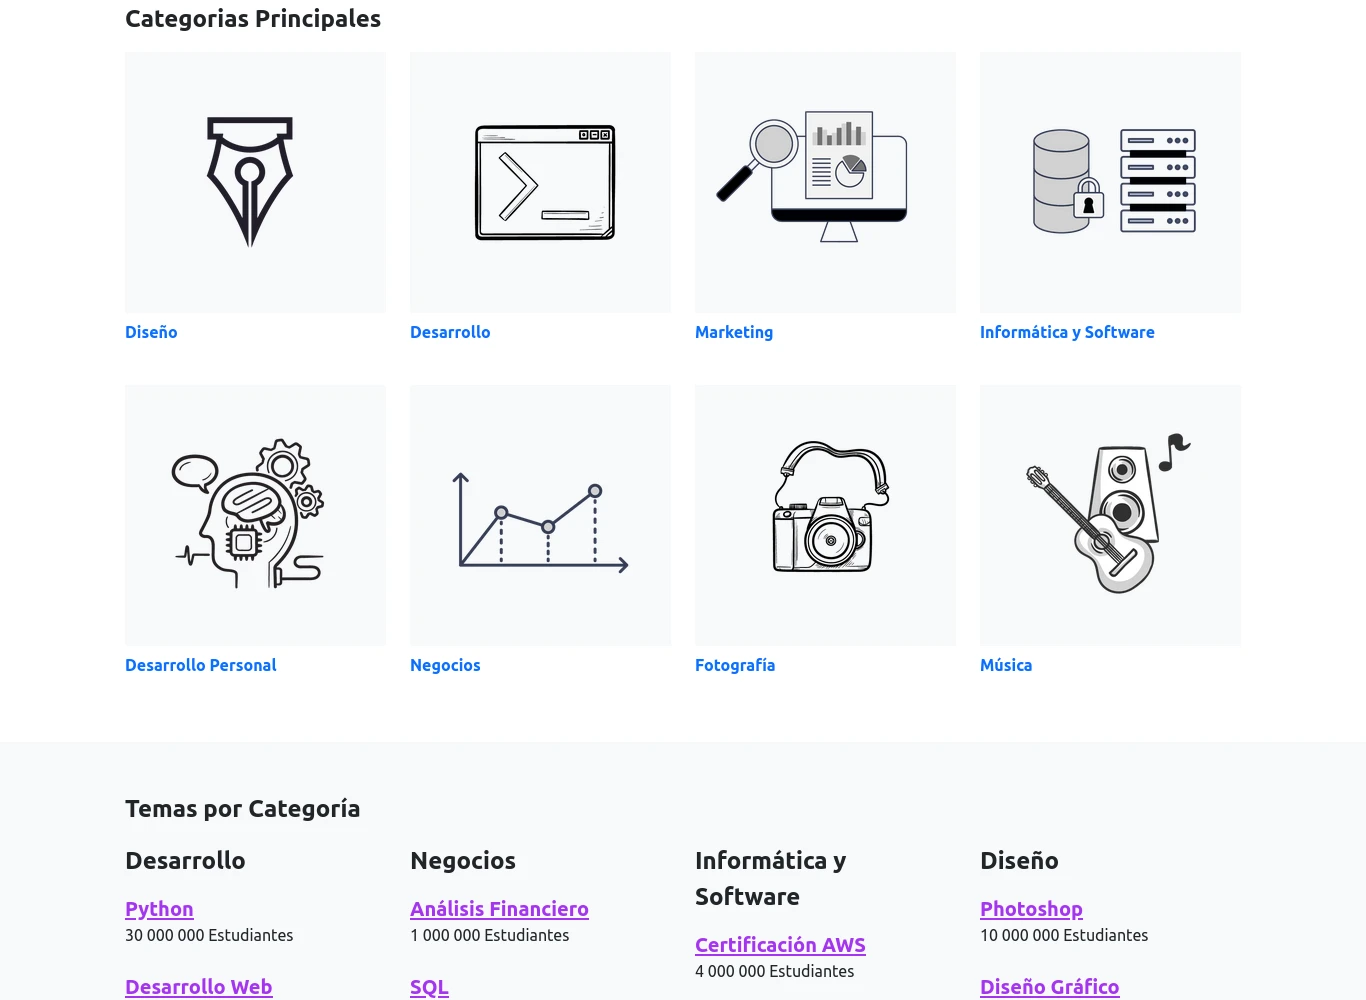 Categorias Principales
Diseño
Desarrollo
Marketing
Informática y Software
Desarrollo Personal
Negocios
Fotografía
Música
Temas por Categoría
Desarrollo
Python
30 000 000 Estudiantes
Desarrollo Web
Negocios
Análisis Financiero
1 000 000 Estudiantes
SQL
Informática y
Software
Certificación AWS
4 000 000 Estudiantes
Diseño
Photoshop
10 000 000 Estudiantes
Diseño Gráfico